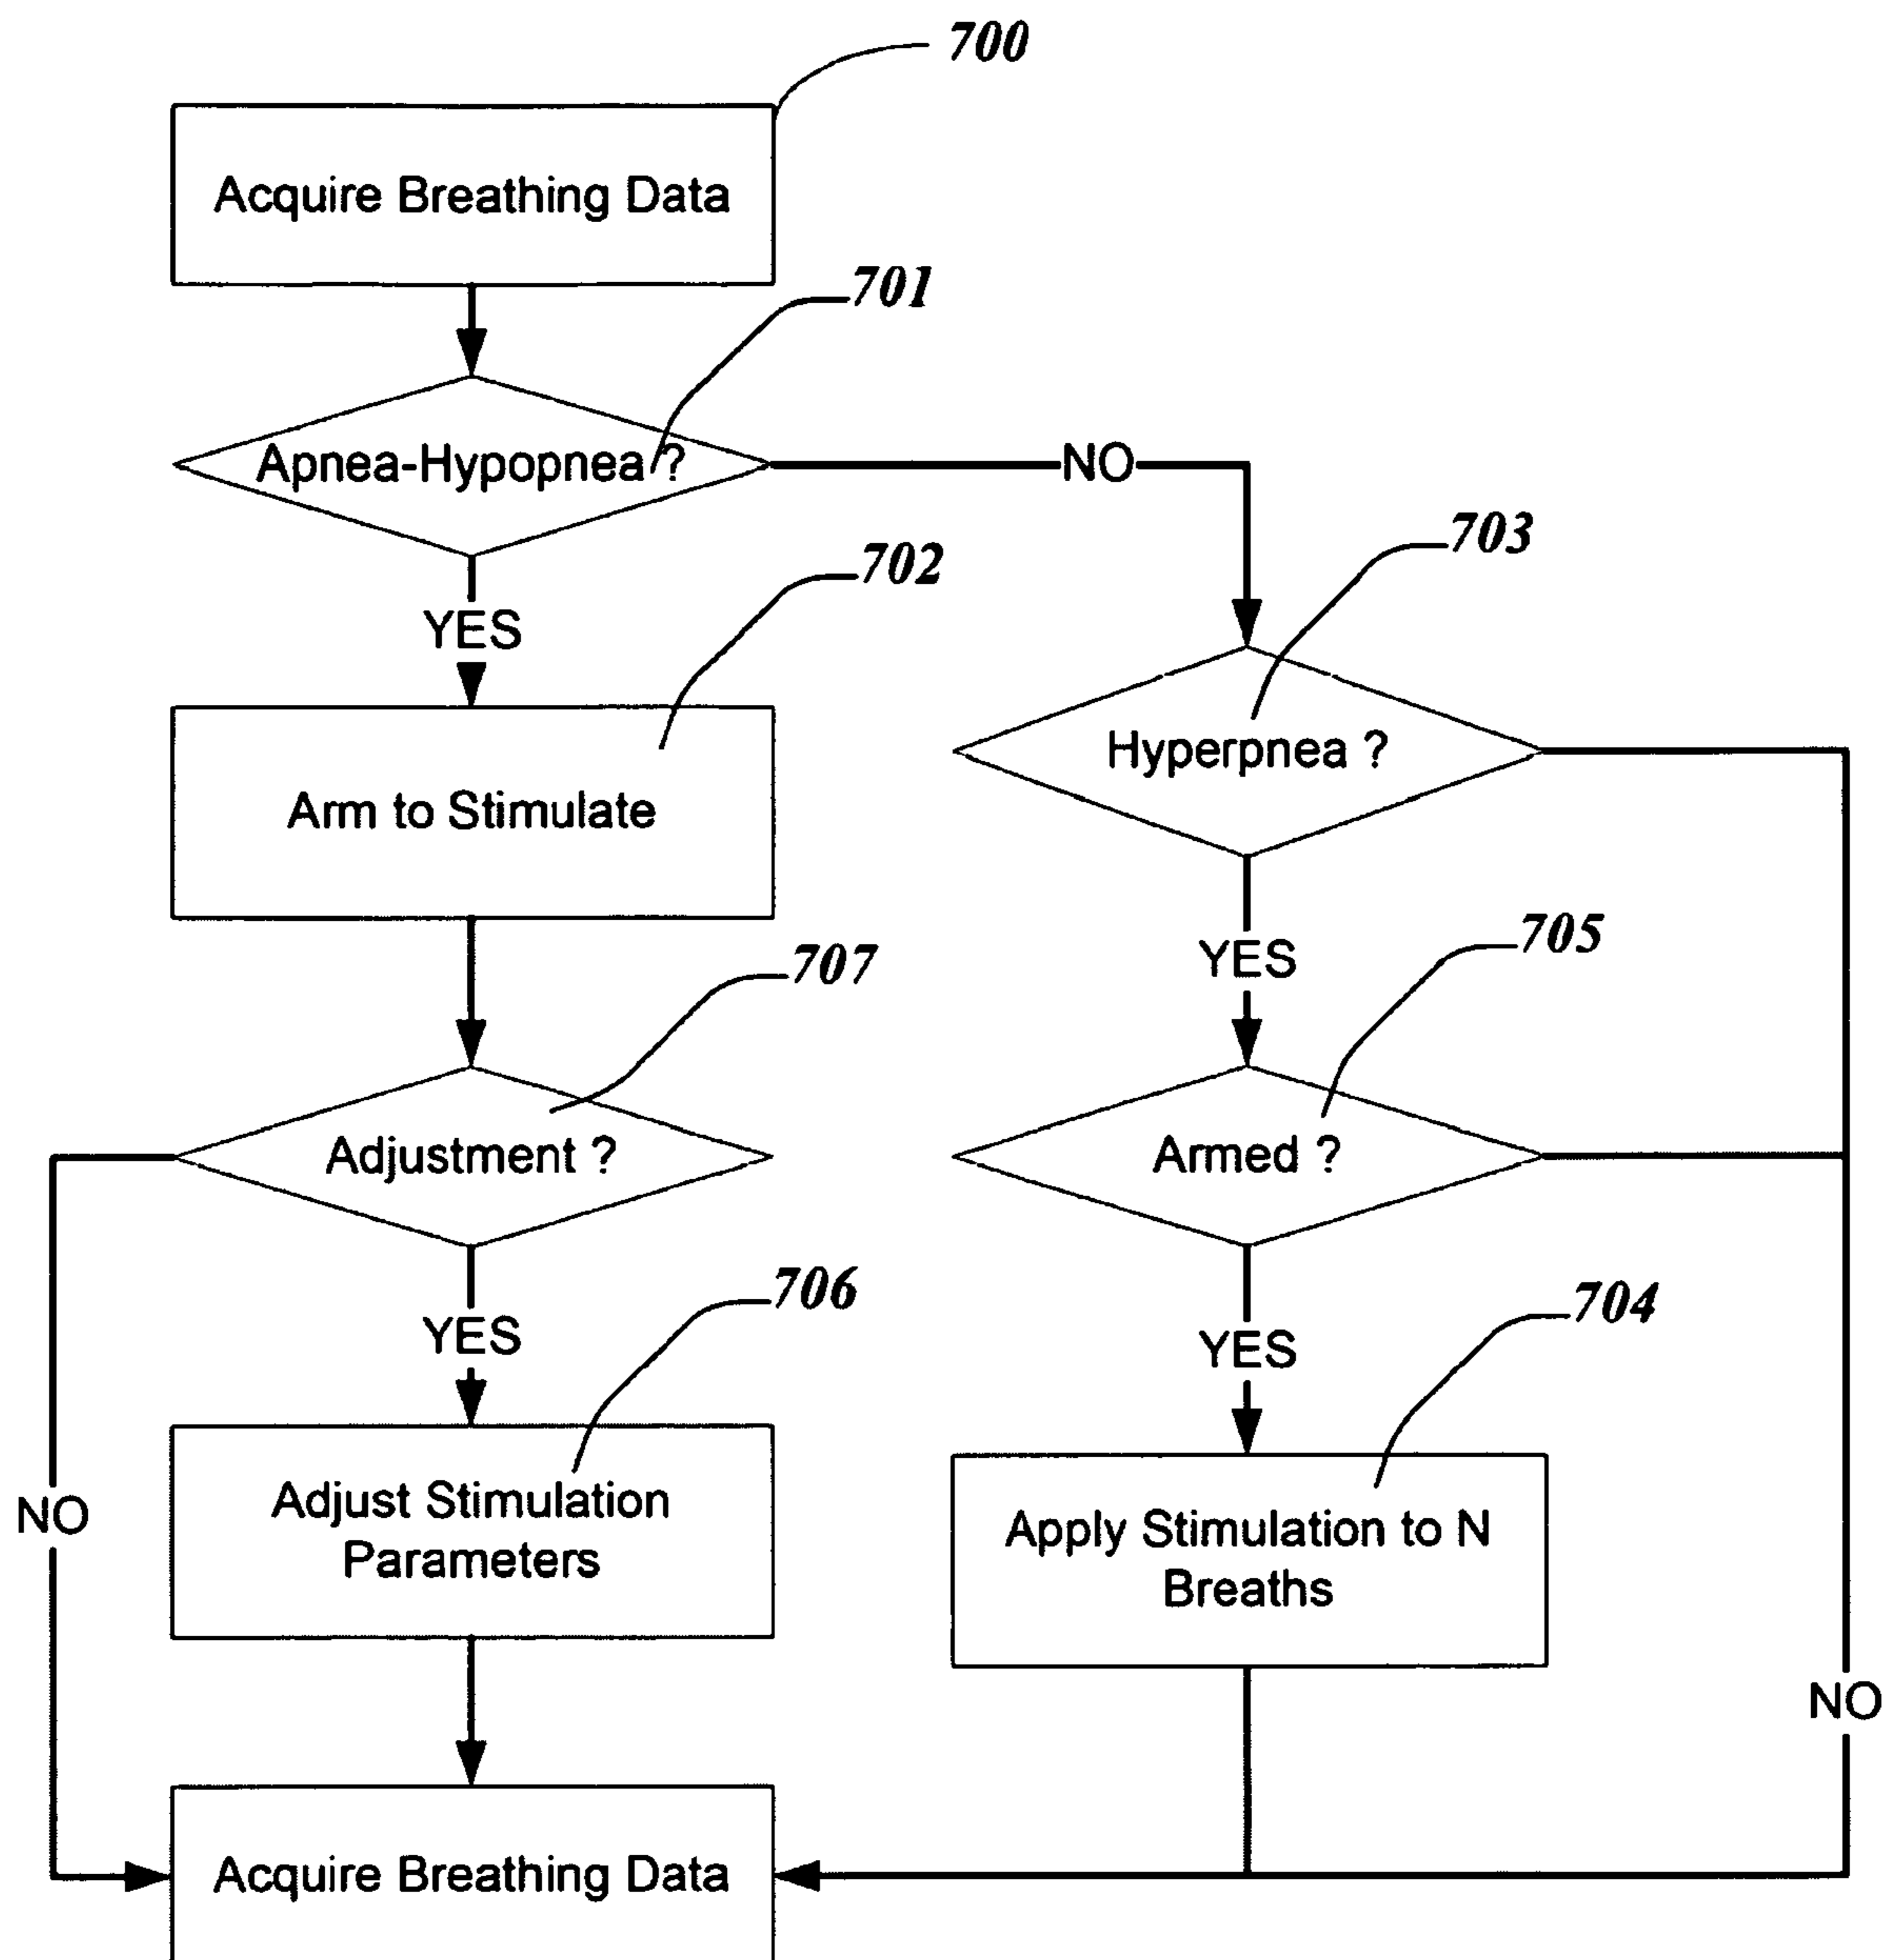 700
Acquire Breathing Data
701
Apnea-Hypopnea ?
NO
703
YES
702
Hyperpnea ?
Arm to Stimulate
705
YES
707
Adjustment ?
Armed ?
706
704
YES
YES
Adjust Stimulation
Parameters
Apply Stimulation to N
Breaths
NO
NO
Acquire Breathing Data